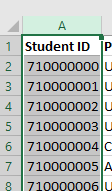 A
1 Student ID P
2 710000000 U
3 710000001 U
4 710000002 U
5 710000003 U
6 710000004 C
7 710000005 A
8 710000006